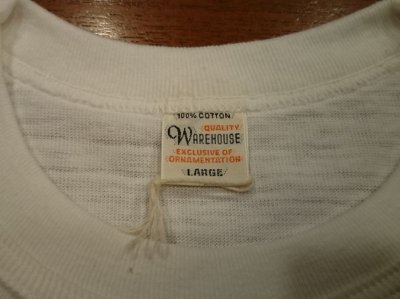 100% COTTON
QUALITY
WAREHOUSE
EXCLUSIVE OF
ORNAMENTATION
LARGE